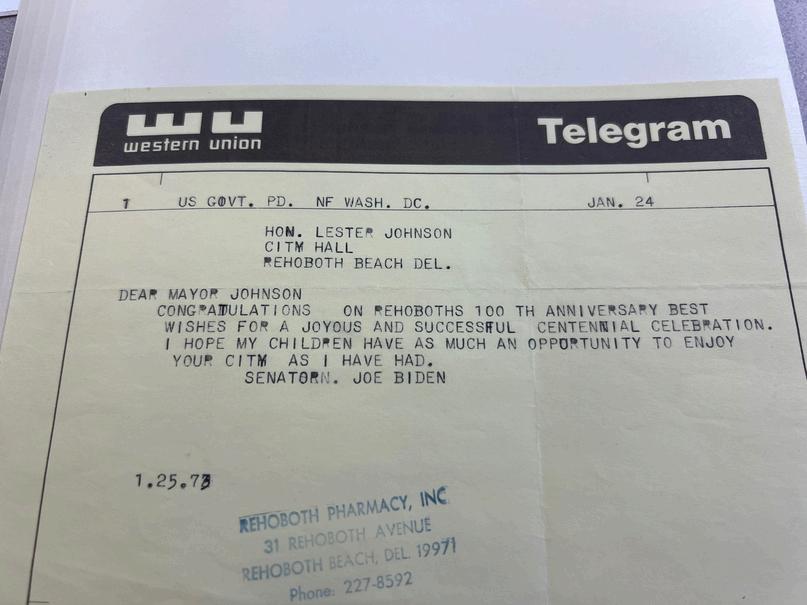 western union
Telegram
1 US GOVT. PD. NF WASH. DC. JAN. 24
HON. LESTER JOHNSON
CITY HALL
REHOBOTH BEACH DEL.
DEAR MAYOR JOHNSON
CONGRATULATIONS ON REHOBOTHS 100 TH ANNIVERSARY BEST
WISHES FOR A JOYOUS AND SUCCESSFUL CENTENNIAL CELEBRATION.
I HOPE MY CHILDREN HAVE AS MUCH AN OPPORTUNITY TO ENJOY
YOUR CITY AS I HAVE HAD.
SENATORN. JOE BIDEN
1.25.73
REHOBOTH PHARMACY, INC
31 REHOBOTH AVENUE
REHOBOTH BEACH, DEL. 19971
Phone: 227-8592